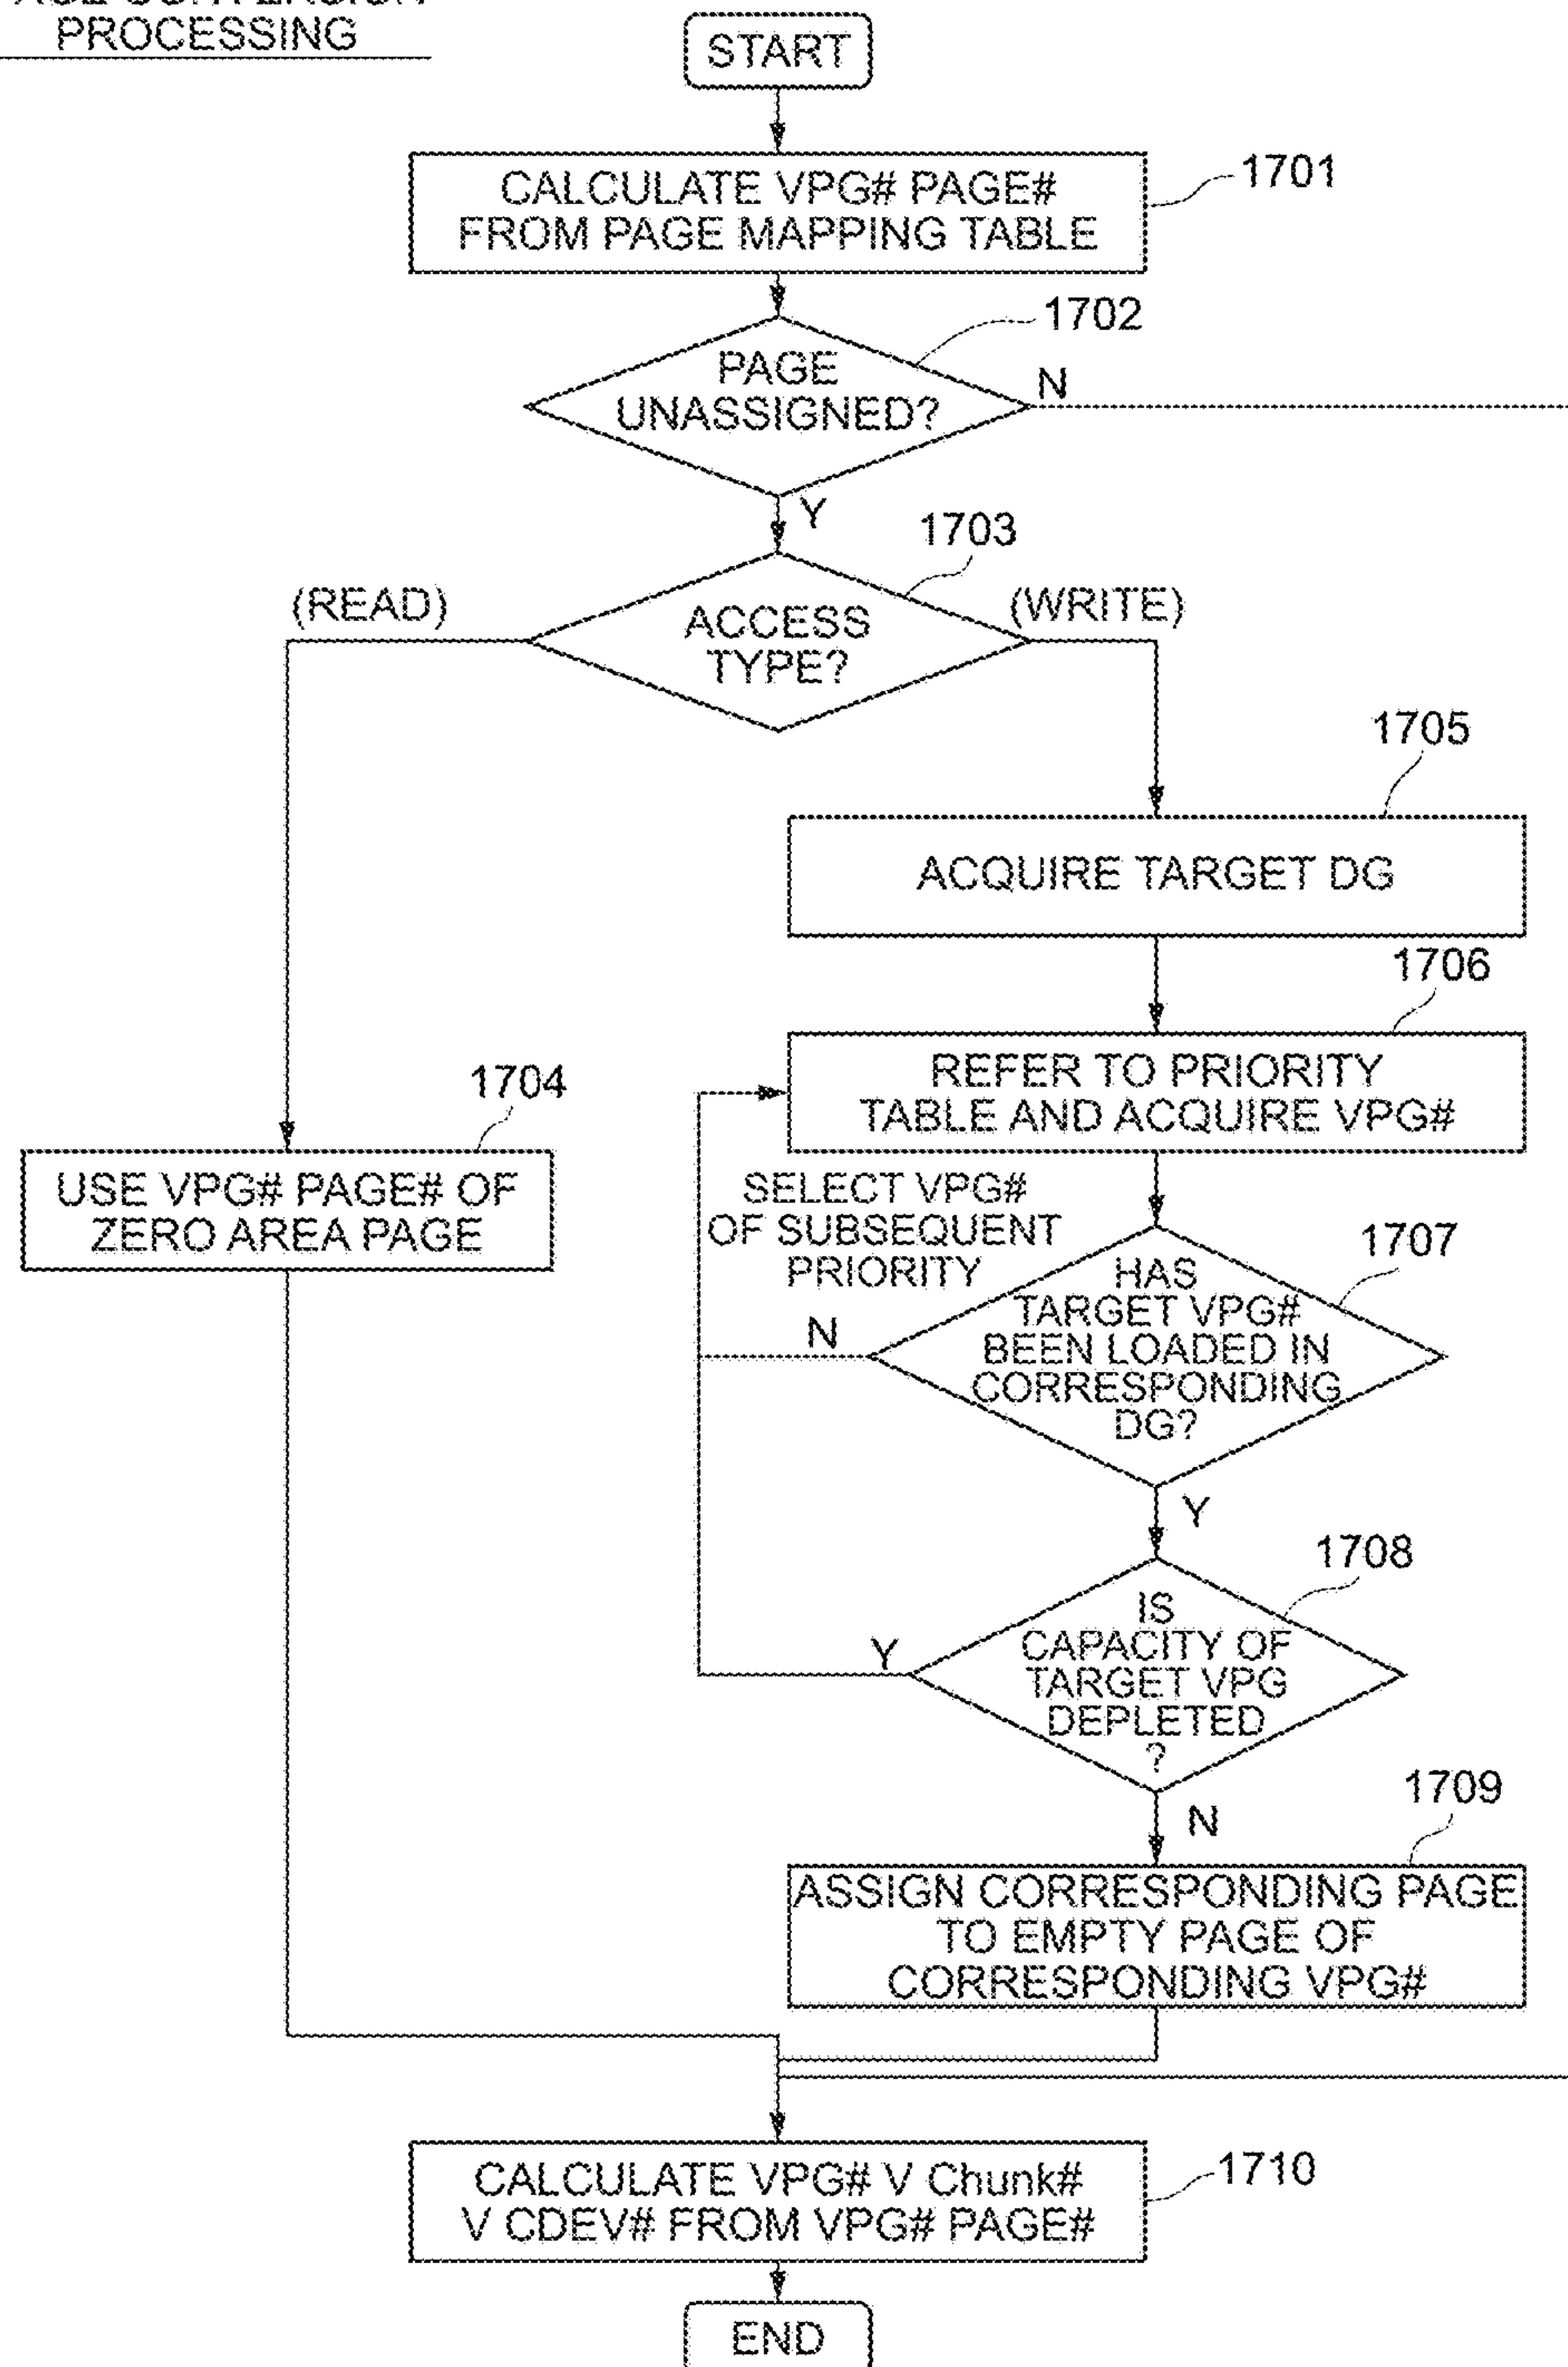 PROCESSING
START
CALCULATE VPG# PAGE#
FROM PAGE MAPPING TABLE
1701
1702
PAGE
UNASSIGNED?
N
Y
1703
(READ)
(WRITE)
ACCESS
TYPE?
1705
ACQUIRE TARGET DG
1706
REFER TO PRIORITY
TABLE AND ACQUIRE VPG#
1704
USE VPG# PAGE# OF
ZERO AREA PAGE
SELECT VPG#
OF SUBSEQUENT
PRIORITY
1707
HAS
TARGET VPG#
BEEN LOADED IN
CORRESPONDING
DG?
N
Y
1708
IS
CAPACITY OF
TARGET VPG
DEPLETED
?
Y
N
1709
ASSIGN CORRESPONDING PAGE
TO EMPTY PAGE OF
CORRESPONDING VPG#
CALCULATE VPG# V Chunk#
V CDEV# FROM VPG# PAGE#
1710
END